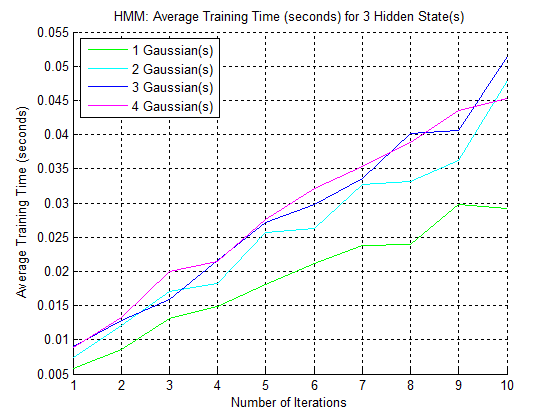 HMM: Average Training Time (seconds) for 3 Hidden State(s)
1 Gaussian(s)
2 Gaussian(s)
3 Gaussian(s)
4 Gaussian(s)
Average Training Time (seconds)
0.055
0.05
0.045
0.04
0.035
0.03
0.025
0.02
0.015
0.01
0.005
1 2 3 4 5 6 7 8 9 10
Number of Iterations